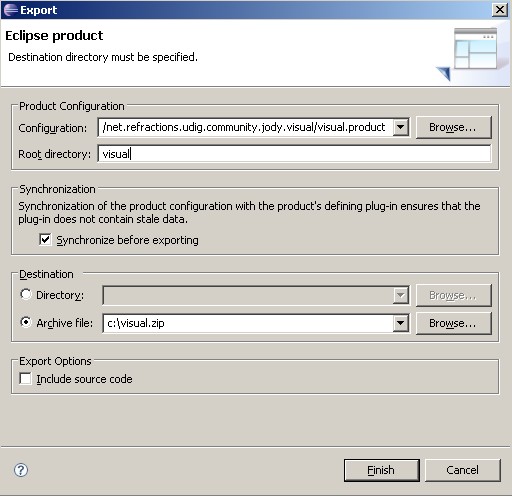 Export
Eclipse product
Destination directory must be specified.
Product Configuration
Configuration: /net.refractions.udig.community.jody.visual/visual.product Browse...
Root directory: visual
Synchronization
Synchronization of the product configuration with the product's defining plug-in ensures that the
plug-in does not contain stale data.
Synchronize before exporting
Destination
Directory: Browse...
Archive file: c:\visual.zip Browse...
Export Options
Include source code
? Finish Cancel